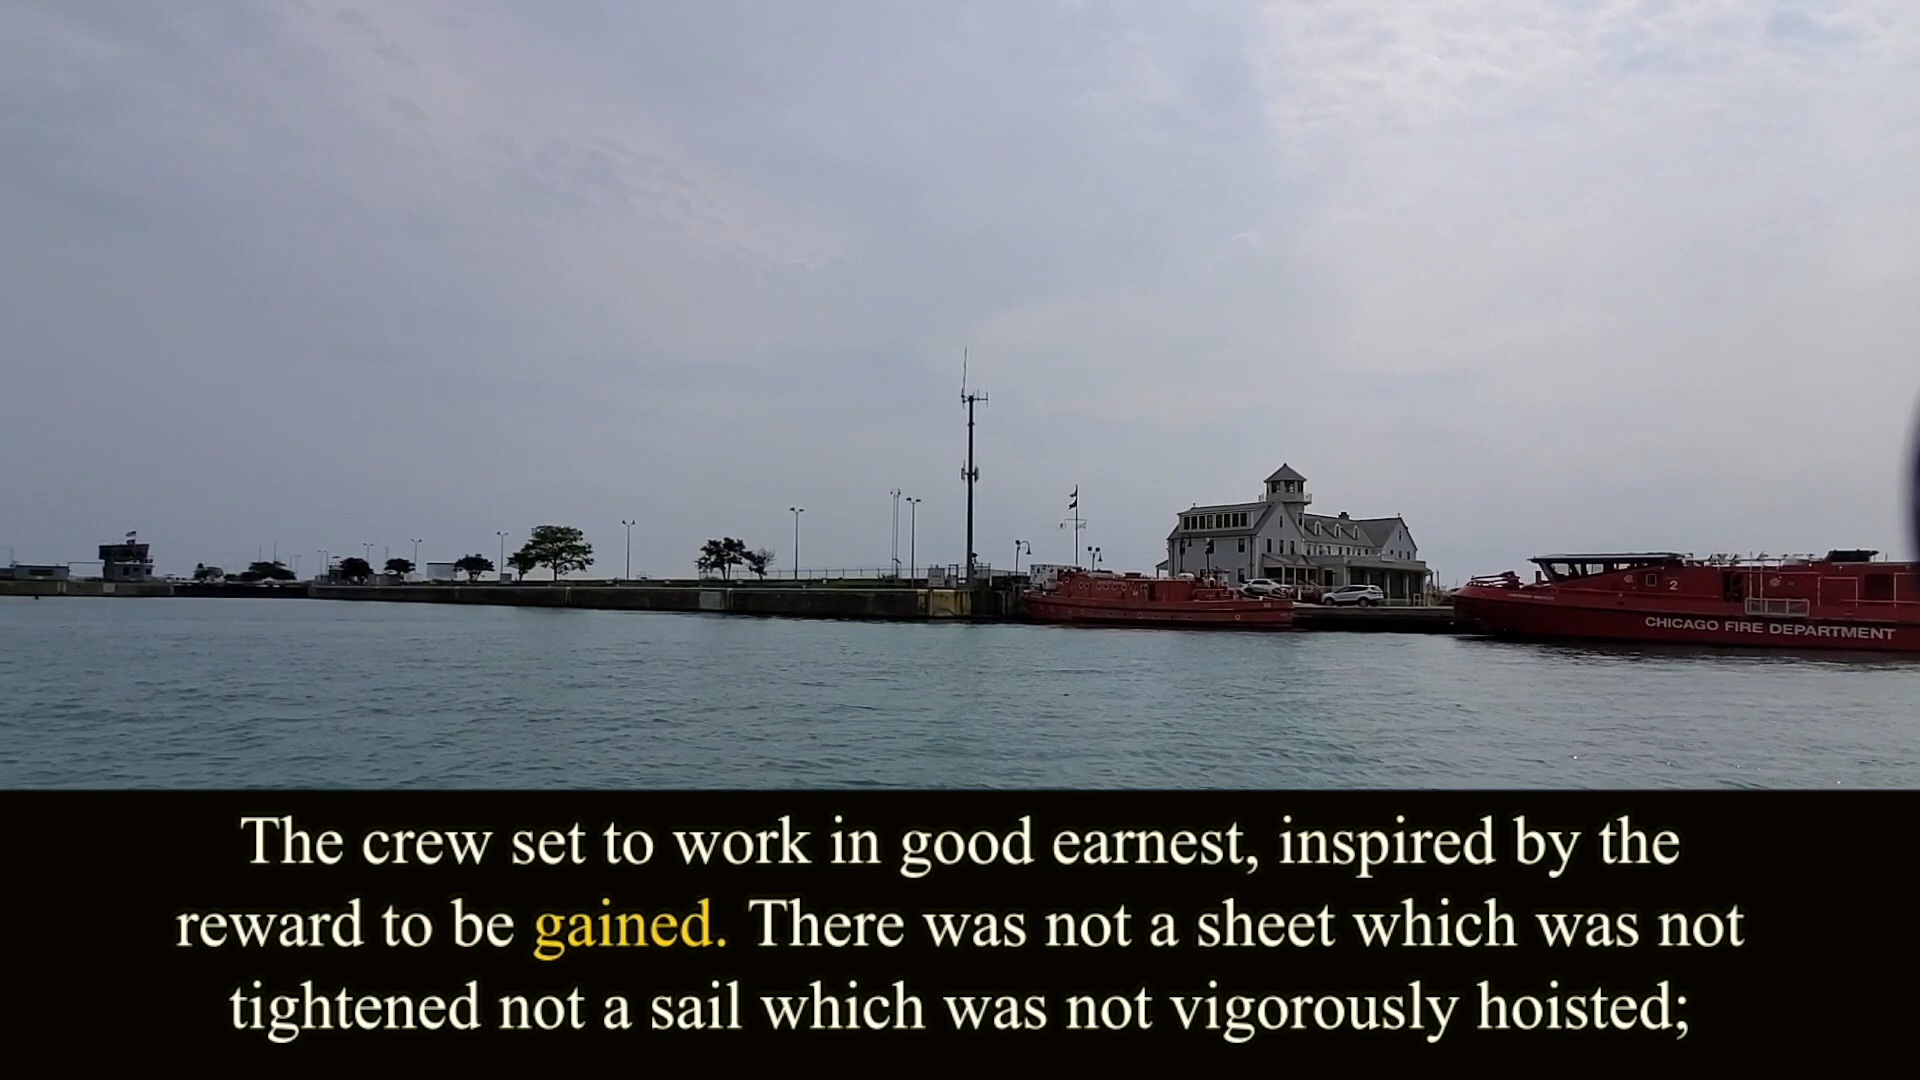 2
CHICAGO FIRE DEPARTMENT
The crew set to work in good earnest, inspired by the
reward to be gained. There was not a sheet which was not
tightened not a sail which was not vigorously hoisted;